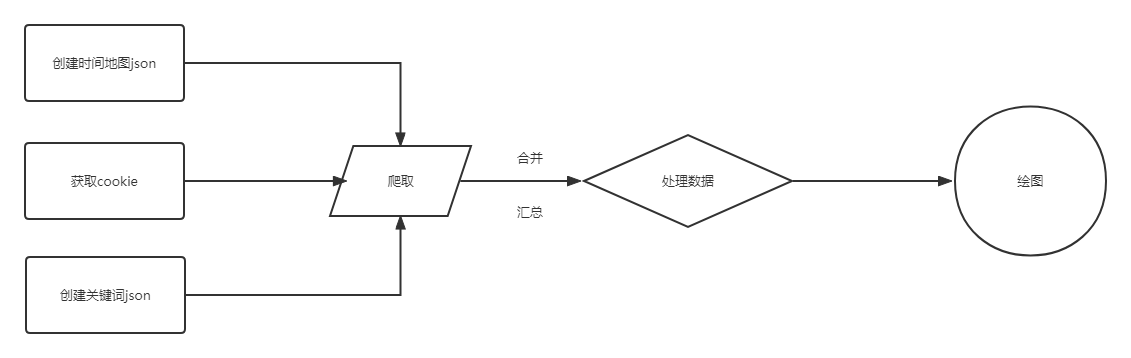 创建时间地图json
获取cookie
创建关键词json
爬取
合并
汇总
处理数据
绘图